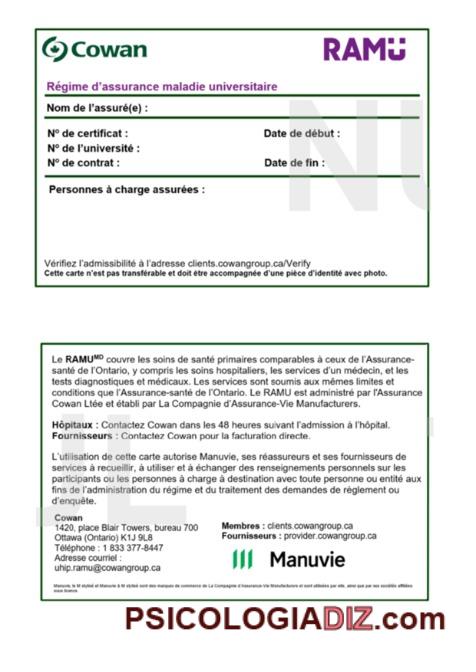 Cowan RAMU
Régime d'assurance maladie universitaire
Nom de l'assuré(e) :
Nº de certificat : Date de début :
Nº de l'université :
Nº de contrat : Date de fin :
Personnes à charge assurées :
Vérifiez l'admissibilité à l'adresse clients.cowangroup.ca/Verify
Cette carte n'est pas transférable et doit être accompagnée d'une pièce d'identité avec photo.
Le RAMUMD couvre les soins de santé primaires comparables à ceux de l'Assurance-
santé de l'Ontario, y compris les soins hospitaliers, les services d'un médecin, et les
tests diagnostiques et médicaux. Les services sont soumis aux mêmes limites et
conditions que l'Assurance-santé de l'Ontario. Le RAMU est administré par l'Assurance
Cowan Ltée et établi par La Compagnie d'Assurance-Vie Manufacturers.
Hôpitaux : Contactez Cowan dans les 48 heures suivant l'admission à l'hôpital.
Fournisseurs : Contactez Cowan pour la facturation directe.
L'utilisation de cette carte autorise Manuvie, ses réassureurs et ses fournisseurs de
services à recueillir, à utiliser et à échanger des renseignements personnels sur les
participants ou les personnes à charge à destination avec toute personne ou entité aux
fins de l'administration du régime et du traitement des demandes de règlement ou
d'enquête.
Cowan
1420, place Blair Towers, bureau 700
Ottawa (Ontario) K1J 9L8
Téléphone : 1 833 377-8447
Adresse courriel :
uhip.ramu@cowangroup.ca
Membres : clients.cowangroup.ca
Fournisseurs : provider.cowangroup.ca
Manuvie
Manuvie, le M stylisé et Manuvie & M stylisé sont des marques de commerce de La Compagnie d'Assurance-Vie Manufacturers et sont utilisées par elle, ainsi que par ses sociétés affiliées
sous licence.
PSICOLOGIADIZ.com